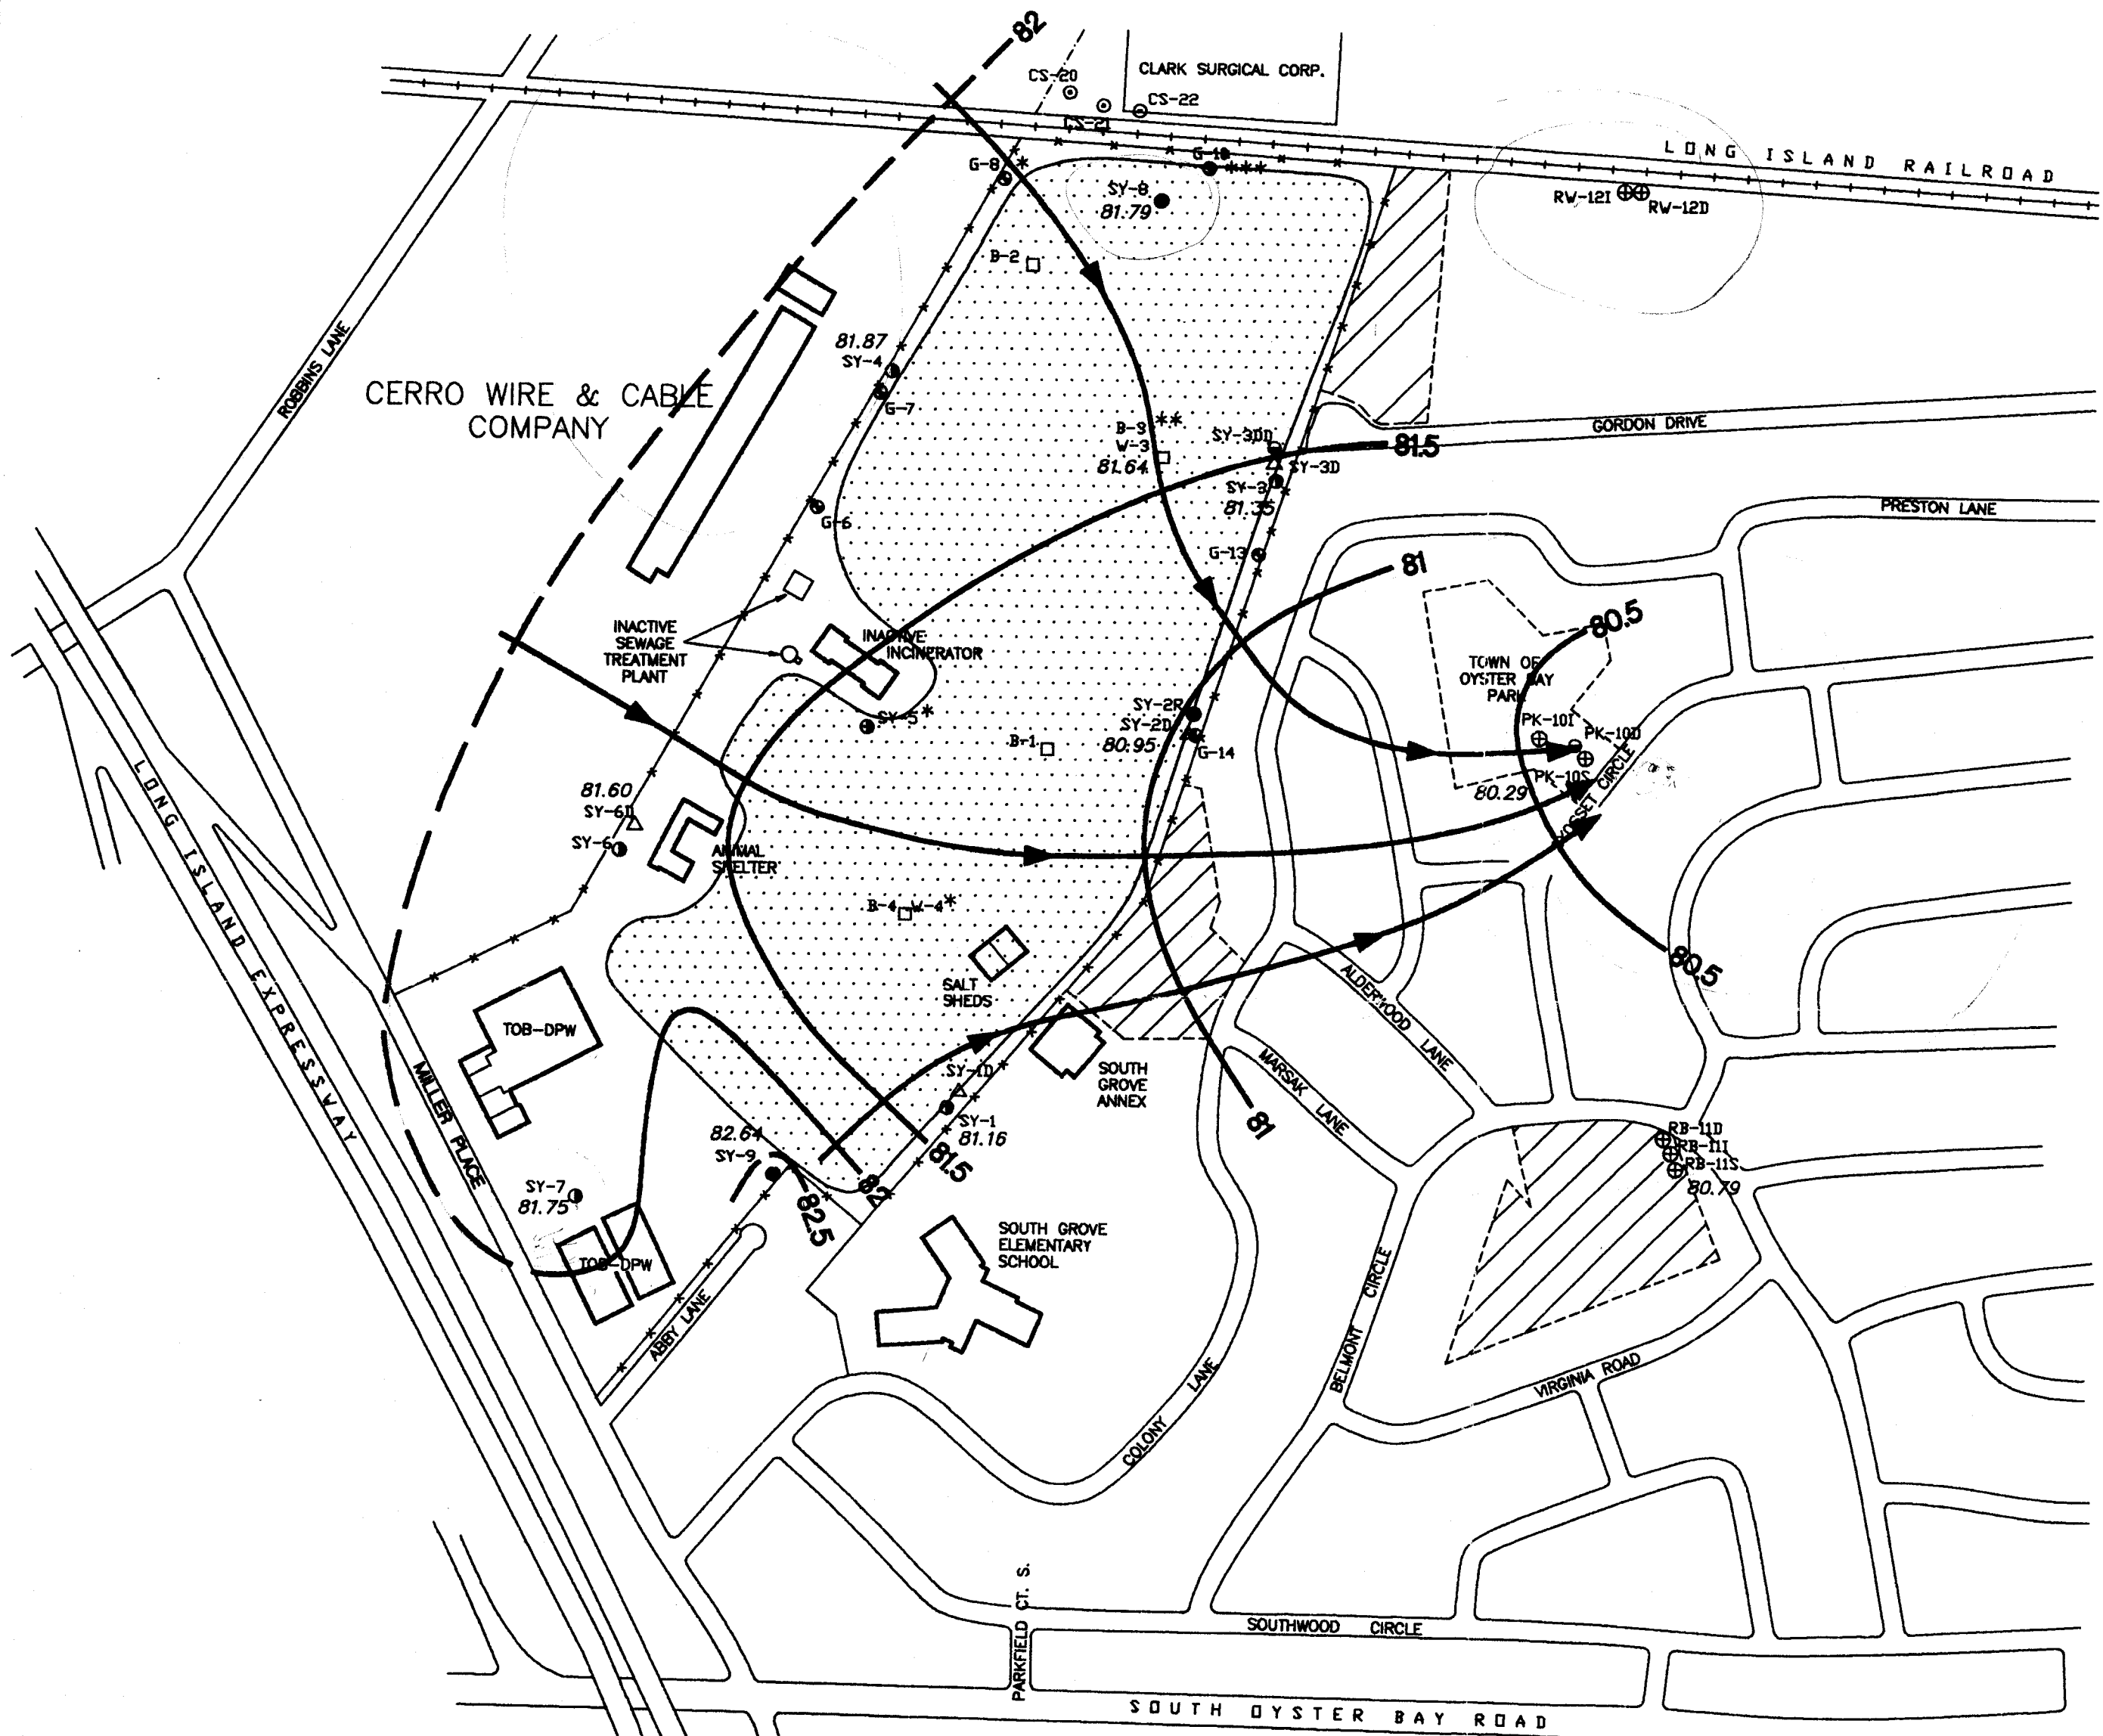 82
CLARK SURGICAL CORP.
CS-20
CS-22
CS-21
LONG ISLAND RAILROAD
G-8
*
G-10
***
SY-8
81.79
RW-12I
RW-12D
B-2
ROBBINS LANE
81.87
SY-4
G-7
CERRO WIRE & CABLE
COMPANY
GORDON DRIVE
B-3
**
W-3
81.64
SY-3DD
81.5
SY-3D
SY-3
81.35
G-6
PRESTON LANE
G-13
81
80.5
INACTIVE
SEWAGE
TREATMENT
PLANT
INACTIVE
INCINERATOR
TOWN OF
OYSTER BAY
PARK
SY-5*
SY-2R
SY-2D
80.95
G-14
B-1
PK-10I
PK-10D
PK-10S
80.29
CIRCLE
81.60
SY-6D
SY-6
ANIMAL
SHELTER
B-4 W-4*
LONG ISLAND EXPRESSWAY
80.5
SALT
SHEDS
ALDERWOOD LANE
TOB-DPW
MILLER PLACE
SY-1D
SOUTH
GROVE
ANNEX
MARSAK LANE
SY-1
81.16
81
82.64
SY-9
81.5
82
82.5
RB-11D
RB-11I
RB-11S
80.79
SY-7
81.75
TOB-DPW
ABBY LANE
SOUTH GROVE
ELEMENTARY
SCHOOL
BELMONT CIRCLE
COLONY LANE
VIRGINIA ROAD
PARKFIELD CT. S.
SOUTHWOOD CIRCLE
SOUTH OYSTER BAY ROAD